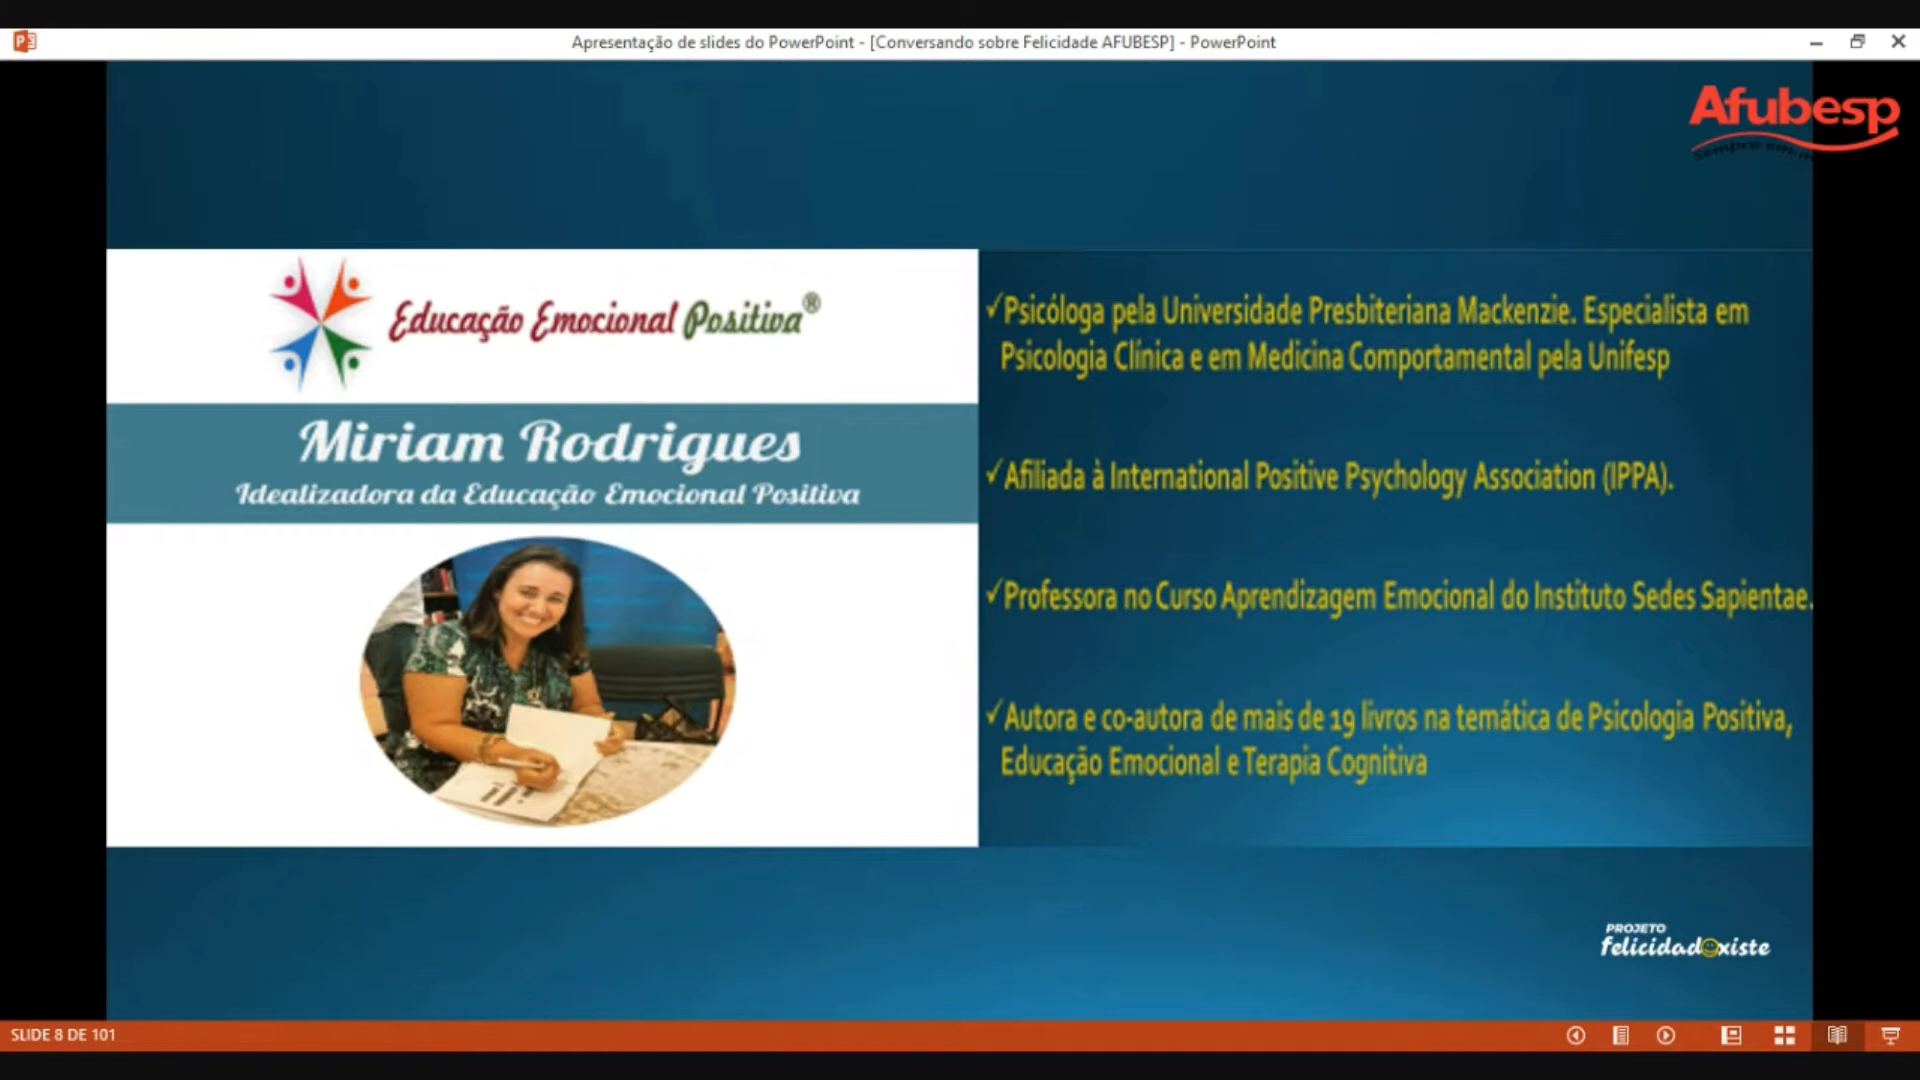 Apresentação de slides do PowerPoint - [Conversando sobre Felicidade AFUBESP] - PowerPoint
Afubesp
Educação Emocional Positiva®
Miriam Rodrigues
Idealizadora da Educação Emocional Positiva
✓Psicóloga pela Universidade Presbiteriana Mackenzie. Especialista em
Psicologia Clínica e em Medicina Comportamental pela Unifesp
✓Afiliada à International Positive Psychology Association (IPPA).
✓Professora no Curso Aprendizagem Emocional do Instituto Sedes Sapientae.
✓Autora e co-autora de mais de 19 livros na temática de Psicologia Positiva,
Educação Emocional e Terapia Cognitiva
PROJETO
felicidad xiste
SLIDE 8 DE 101